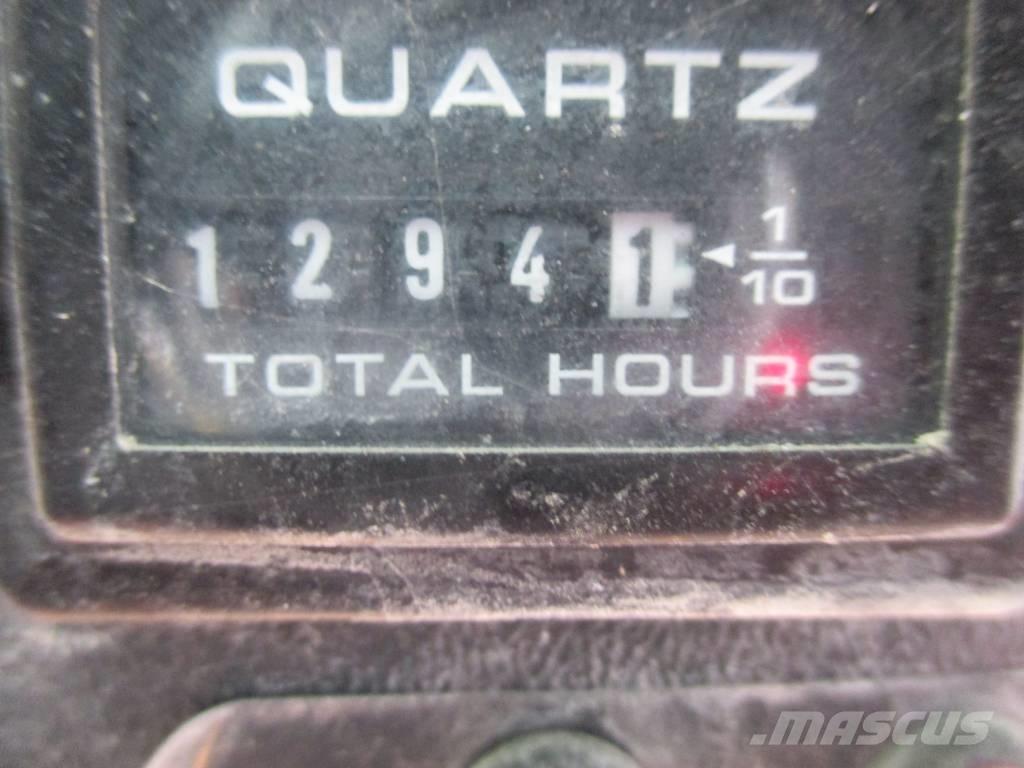 QUARTZ
1 2 9 4 1 ◄ 1/10
TOTAL HOURS
MASCUS